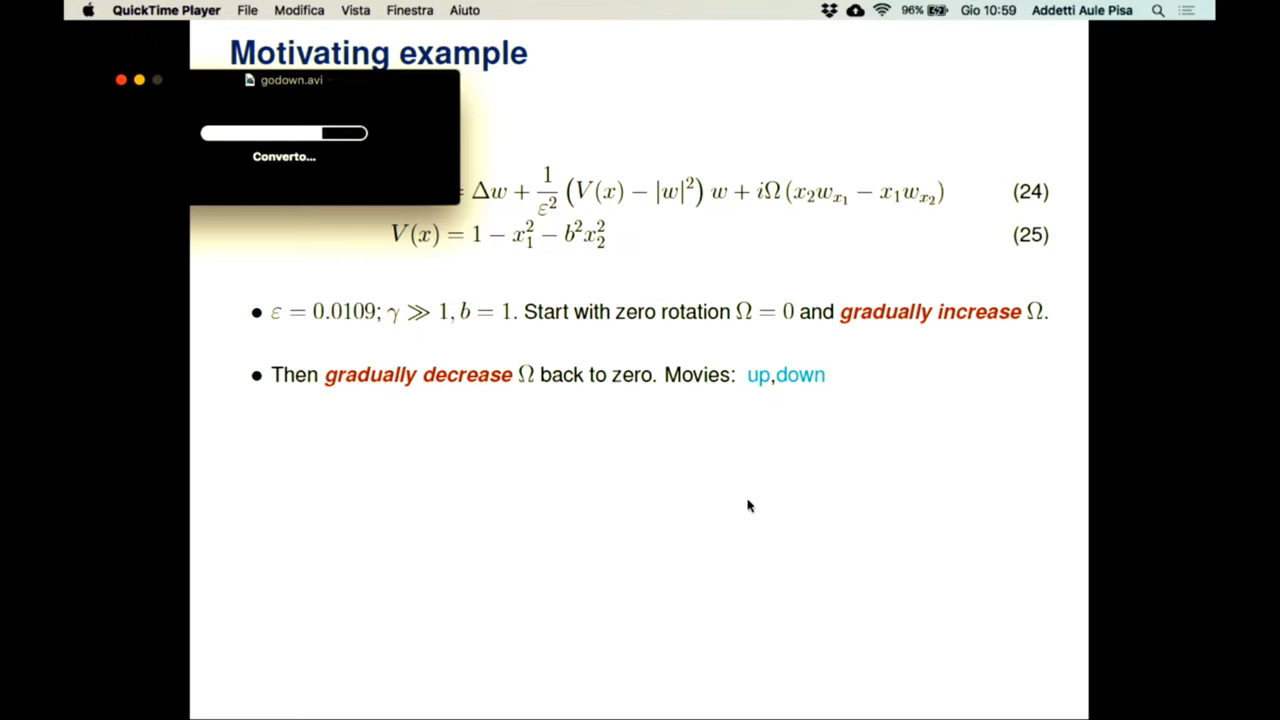 QuickTime Player File Modifica Vista Finestra Aiuto 96% Gio 10:59 Addetti Aule Pisa
Motivating example
godown.avi
Converto...
= Δw + 1/ε² (V(x) − |w|²) w + iΩ (x₂w_{x₁} − x₁w_{x₂}) (24)
V(x) = 1 − x₁² − b²x₂² (25)
• ε = 0.0109; γ ≫ 1, b = 1. Start with zero rotation Ω = 0 and gradually increase Ω.
• Then gradually decrease Ω back to zero. Movies: up,down